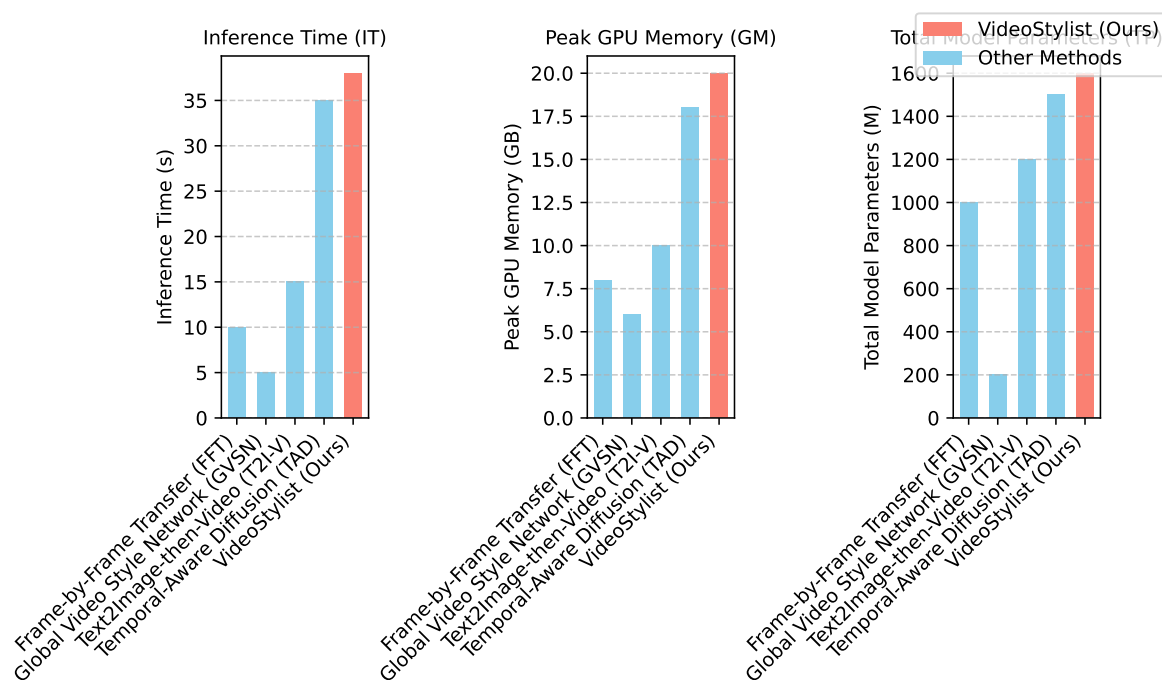 Inference Time (IT)
Inference Time (s)
35
30
25
20
15
10
5
0
Frame-by-Frame Transfer (FFT)
Global Video Style Network (GVSN)
Text2Image-then-Video (T2I-V)
Temporal-Aware Diffusion (TAD)
VideoStylist (Ours)
Peak GPU Memory (GM)
Peak GPU Memory (GB)
20.0
17.5
15.0
12.5
10.0
7.5
5.0
2.5
0.0
Frame-by-Frame Transfer (FFT)
Global Video Style Network (GVSN)
Text2Image-then-Video (T2I-V)
Temporal-Aware Diffusion (TAD)
VideoStylist (Ours)
Total Model Parameters (TP)
VideoStylist (Ours)
Other Methods
Total Model Parameters (M)
1600
1400
1200
1000
800
600
400
200
0
Frame-by-Frame Transfer (FFT)
Global Video Style Network (GVSN)
Text2Image-then-Video (T2I-V)
Temporal-Aware Diffusion (TAD)
VideoStylist (Ours)